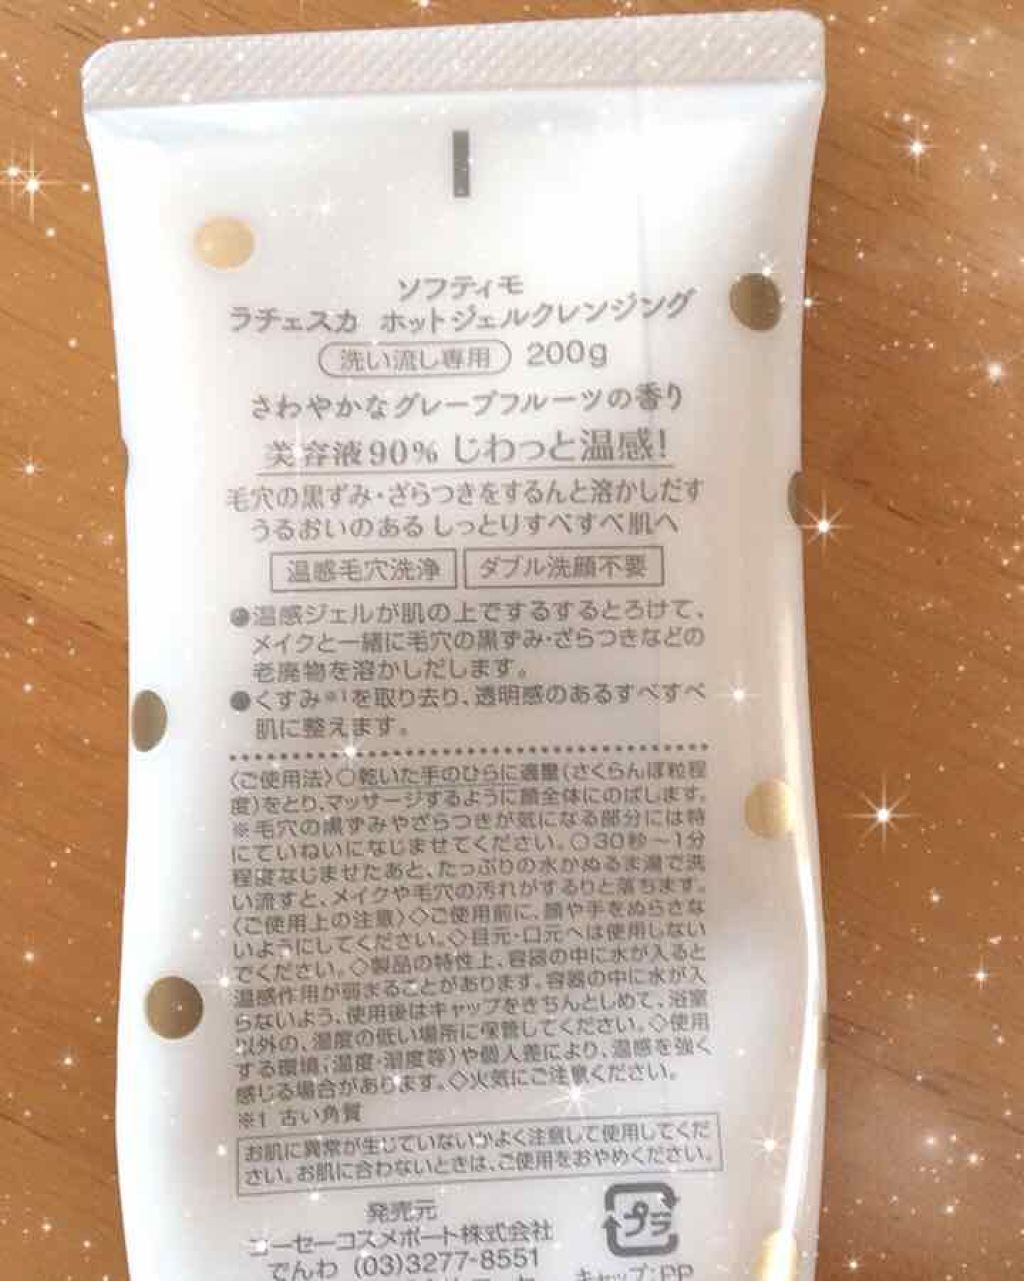 ソフティモ
ラチェスカ ホットジェルクレンジング
洗い流し専用 200g
さわやかなグレープフルーツの香り
美容液90% じわっと温感!
毛穴の黒ずみ・ざらつきをするんと溶かしだす
うるおいのある しっとりすべすべ肌へ
温感毛穴洗浄 ダブル洗顔不要
●温感ジェルが肌の上でするするとろけて、
メイクと一緒に毛穴の黒ずみ・ざらつきなどの
老廃物を溶かしだします。
●くすみ※1を取り去り、透明感のあるすべすべ
肌に整えます。
〈ご使用法〉○乾いた手のひらに適量(さくらんぼ粒程
度)をとり、マッサージするように顔全体にのばします。
※毛穴の黒ずみやざらつきが気になる部分には特
にていねいになじませてください。○30秒～1分
程度なじませたあと、たっぷりの水かぬるま湯で洗
い流すと、メイクや毛穴の汚れがするりと落ちます。
〈ご使用上の注意〉◇ご使用前に、顔や手をぬらさな
いようにしてください。◇目元・口元へは使用しない
でください。◇製品の特性上、容器の中に水が入ると
温感作用が弱まることがあります。容器の中に水が入
らないよう、使用後はキャップをきちんとしめて、浴室
以外の、湿度の低い場所に保管してください。◇使用
する環境(温度・湿度等)や個人差により、温感を強く
感じる場合があります。◇火気にご注意ください。
※1 古い角質
お肌に異常が生じていないかよく注意して使用してくだ
さい。お肌に合わないときは、ご使用をおやめください。
発売元
コーセーコスメポート株式会社
でんわ (03)3277-8551
プラ
キャップ:PP